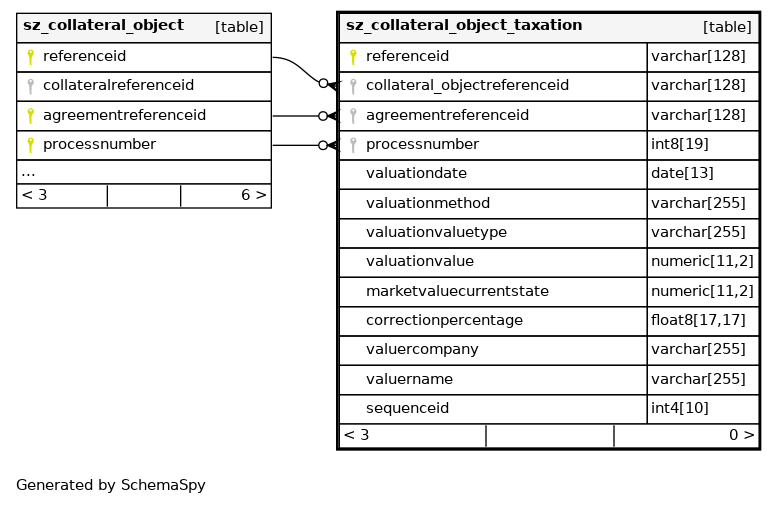 sz_collateral_object [table]
referenceid
collateralreferenceid
agreementreferenceid
processnumber
...
< 3 6 >
sz_collateral_object_taxation [table]
referenceid varchar[128]
collateral_objectreferenceid varchar[128]
agreementreferenceid varchar[128]
processnumber int8[19]
valuationdate date[13]
valuationmethod varchar[255]
valuationvaluetype varchar[255]
valuationvalue numeric[11,2]
marketvaluecurrentstate numeric[11,2]
correctionpercentage float8[17,17]
valuercompany varchar[255]
valuername varchar[255]
sequenceid int4[10]
< 3 0 >
Generated by SchemaSpy